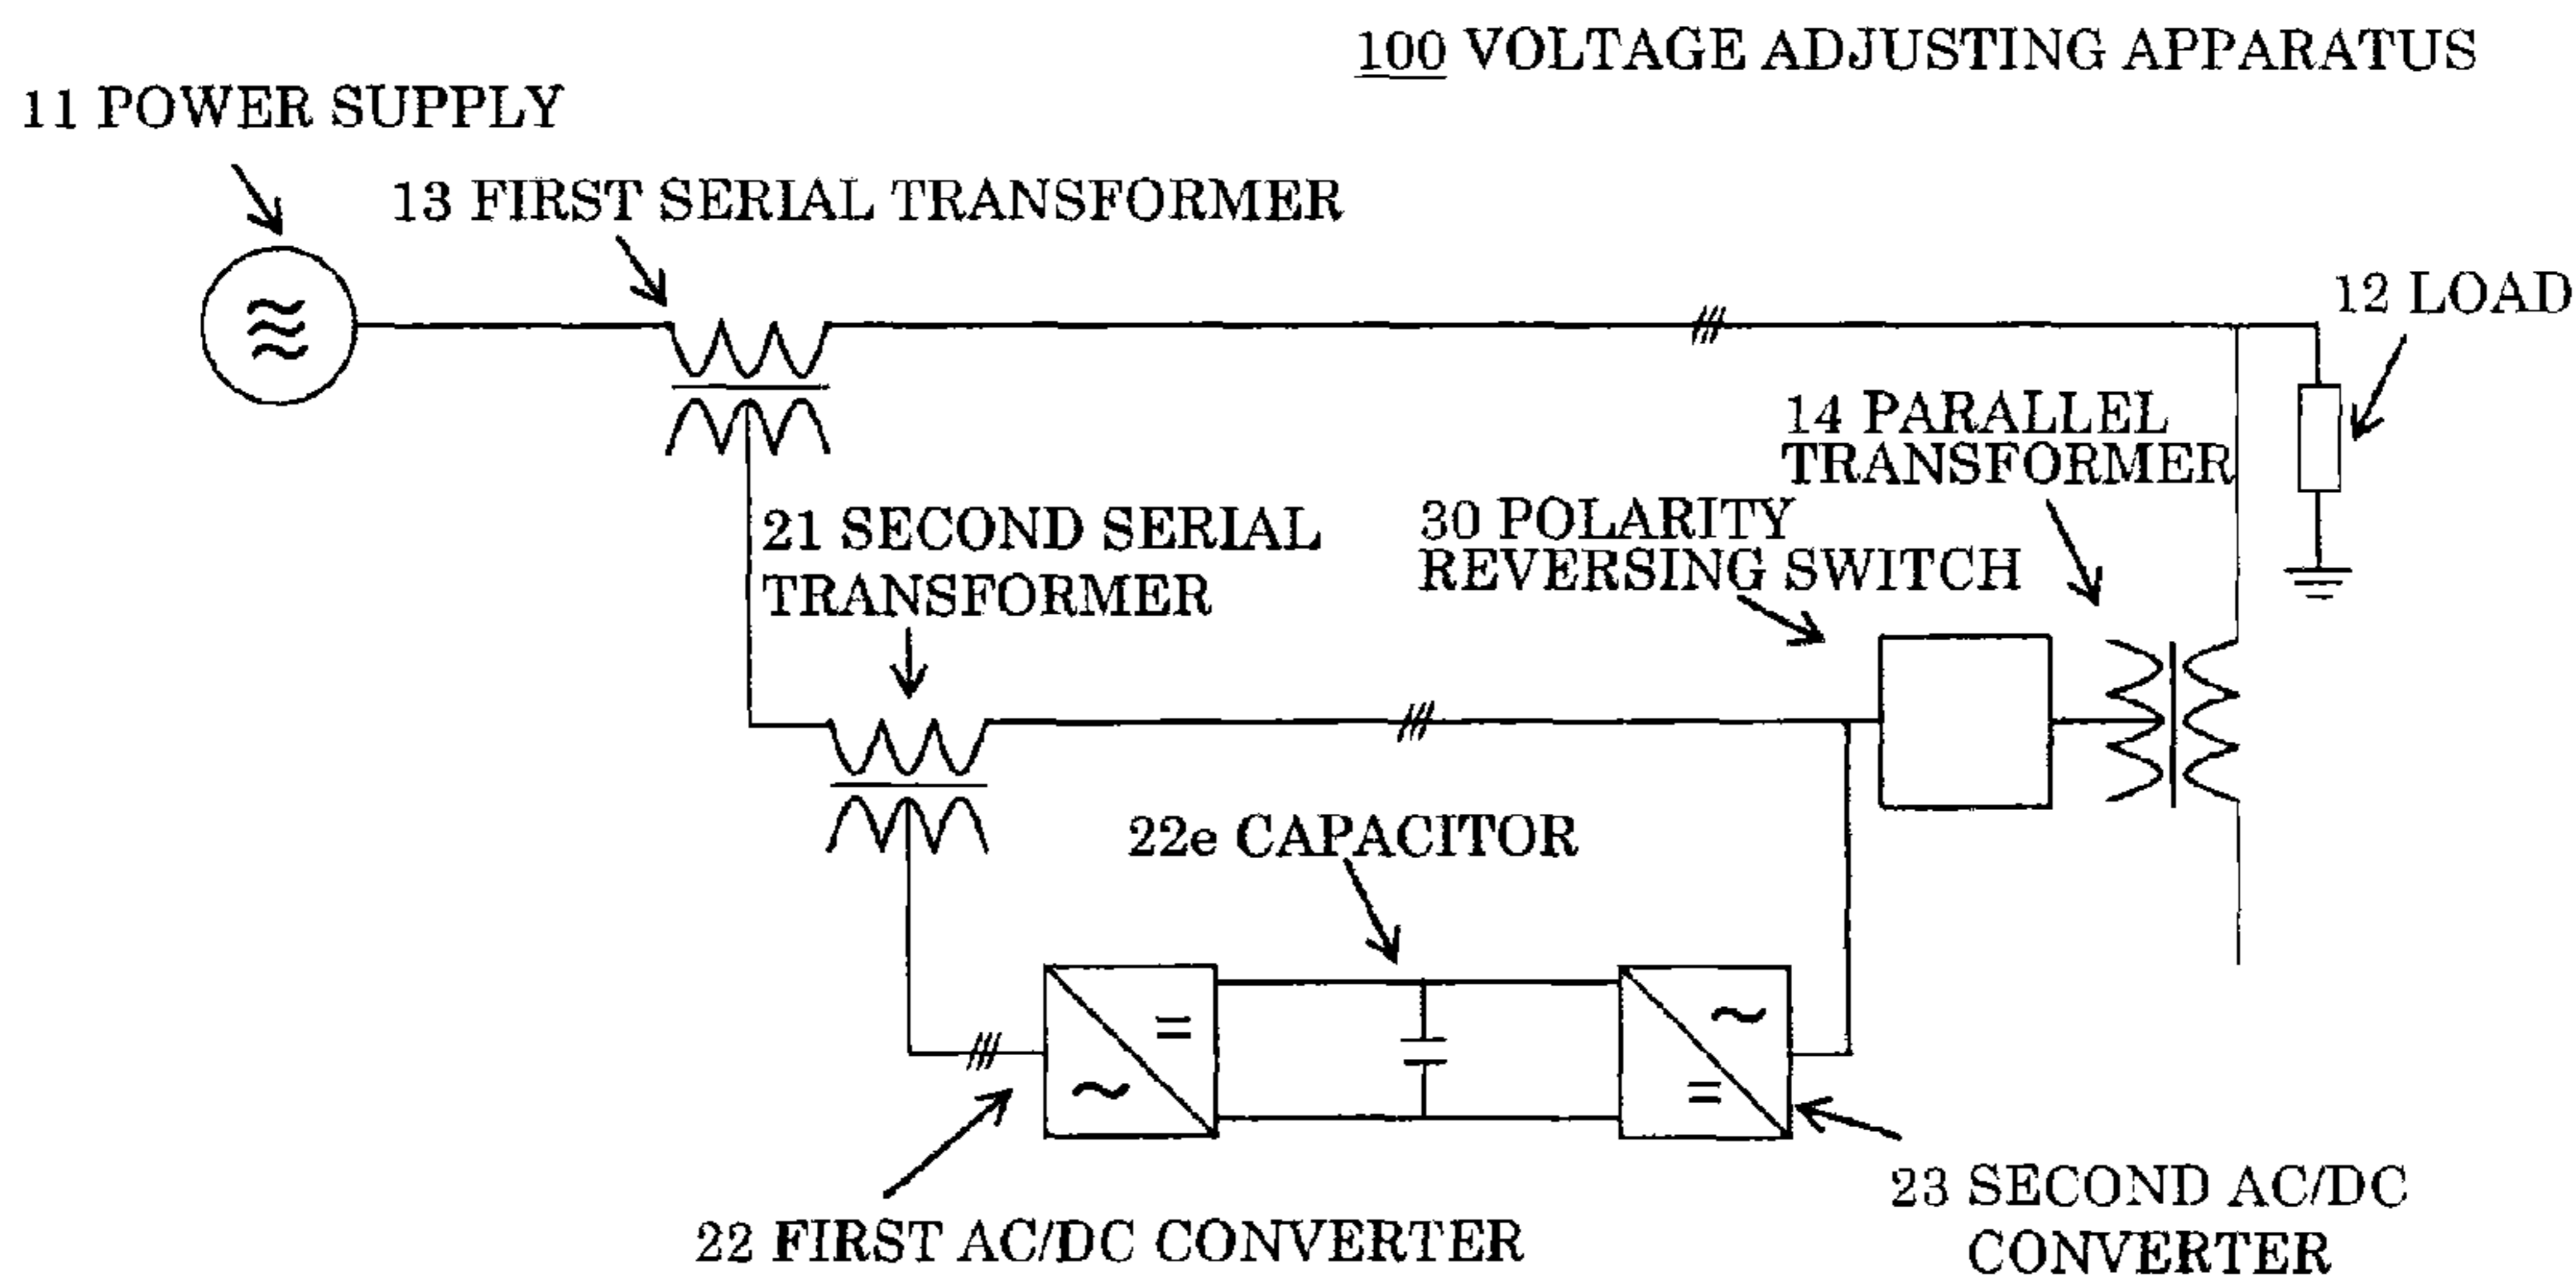 100 VOLTAGE ADJUSTING APPARATUS
11 POWER SUPPLY
13 FIRST SERIAL TRANSFORMER
12 LOAD
14 PARALLEL
TRANSFORMER
30 POLARITY
REVERSING SWITCH
21 SECOND SERIAL
TRANSFORMER
22e CAPACITOR
22 FIRST AC/DC CONVERTER
23 SECOND AC/DC
CONVERTER